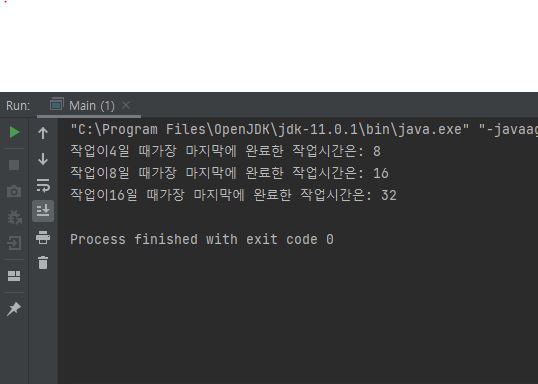 Run: Main (1)
"C:\Program Files\OpenJDK\jdk-11.0.1\bin\java.exe" "-javaag
작업이4일 때가장 마지막에 완료한 작업시간은: 8
작업이8일 때가장 마지막에 완료한 작업시간은: 16
작업이16일 때가장 마지막에 완료한 작업시간은: 32
Process finished with exit code 0